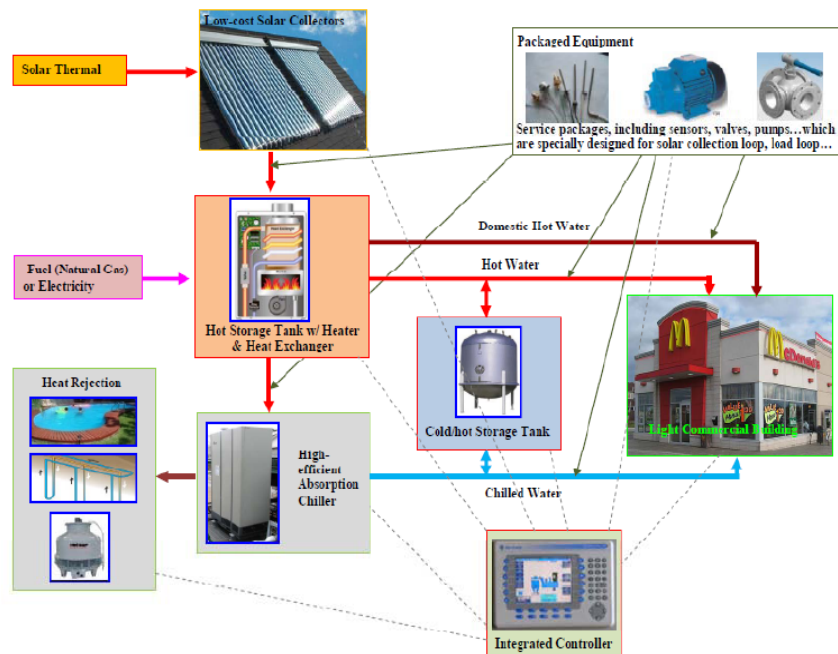 Low-cost Solar Collectors
Solar Thermal
Packaged Equipment
Service packages, including sensors, valves, pumps…which
are specially designed for solar collection loop, load loop…
Domestic Hot Water
Hot Water
Fuel (Natural Gas)
or Electricity
Hot Storage Tank w/ Heater
& Heat Exchanger
McDonald's
Light Commercial Building
Heat Rejection
Cold/hot Storage Tank
High-
efficient
Absorption
Chiller
Chilled Water
Integrated Controller